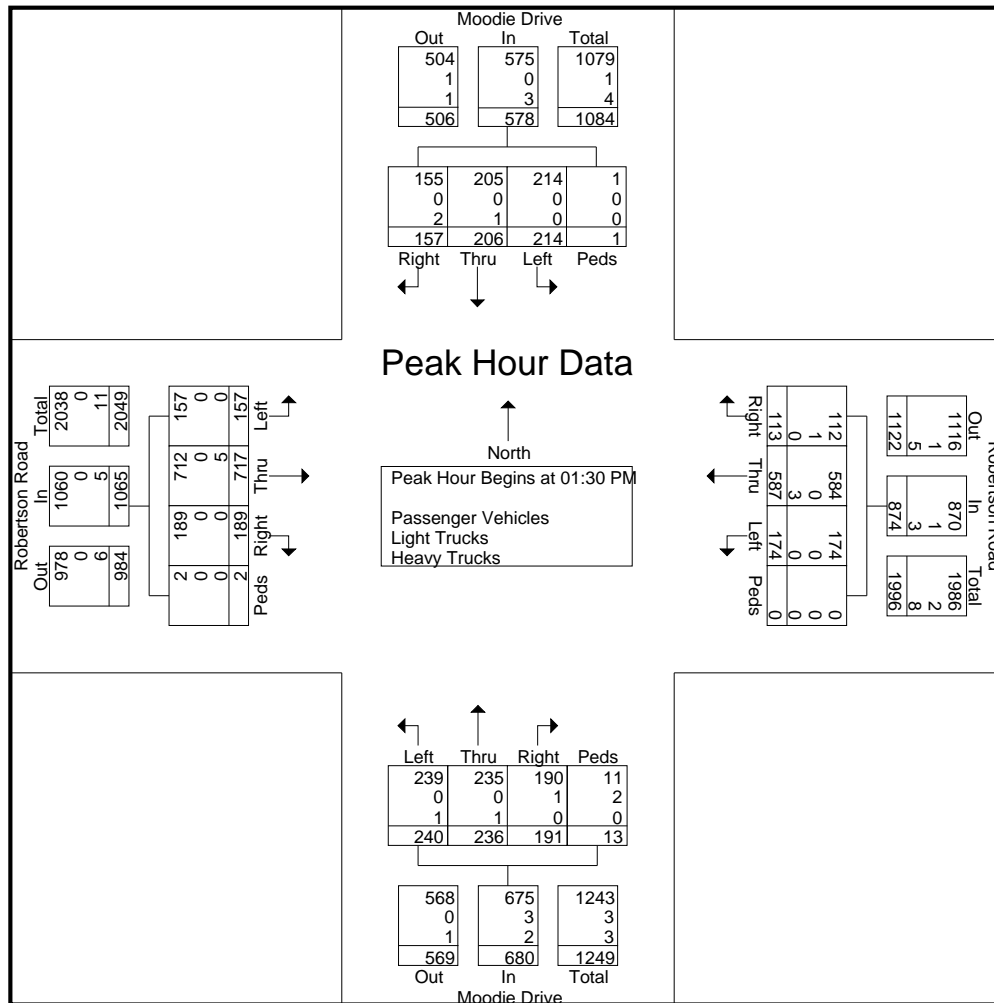 Moodie Drive
Out In Total
504 575 1079
1 0 1
1 3 4
506 578 1084
155 205 214 1
0 0 0 0
2 1 0 0
157 206 214 1
Right Thru Left Peds
Peak Hour Data
North
Peak Hour Begins at 01:30 PM
Passenger Vehicles
Light Trucks
Heavy Trucks
Robertson Road
Out In Total
978 1060 2038
0 0 0
6 5 11
984 1065 2049
157 712 189 2
0 0 0 0
0 5 0 0
157 717 189 2
Left Thru Right Peds
Robertson Road
Out In Total
1116 870 1986
1 1 2
5 3 8
1122 874 1996
112 584 174 0
1 0 0 0
0 3 0 0
113 587 174 0
Right Thru Left Peds
Left Thru Right Peds
239 235 190 11
0 0 1 2
1 1 0 0
240 236 191 13
568 675 1243
0 3 3
1 2 3
569 680 1249
Out In Total
Moodie Drive